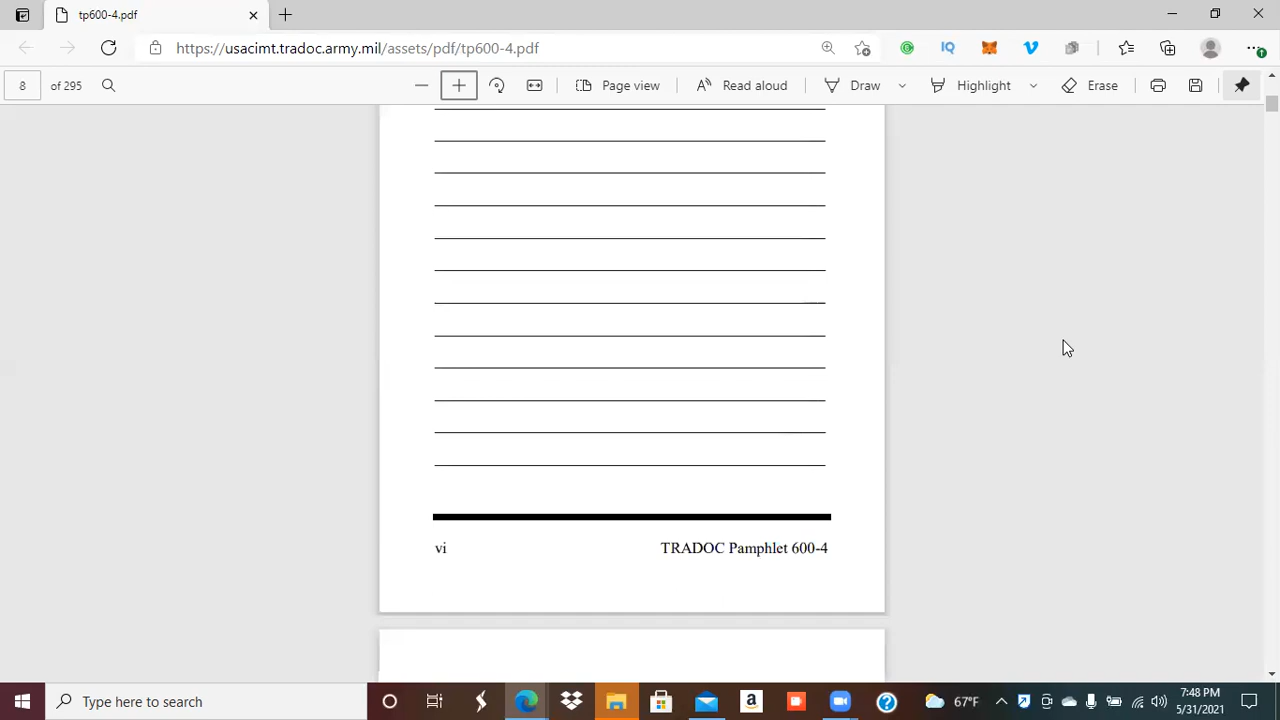 tp600-4.pdf
https://usacimt.tradoc.army.mil/assets/pdf/tp600-4.pdf
8 of 295
Page view
Read aloud
Draw
Highlight
Erase
vi
TRADOC Pamphlet 600-4
Type here to search
67°F
7:48 PM
5/31/2021